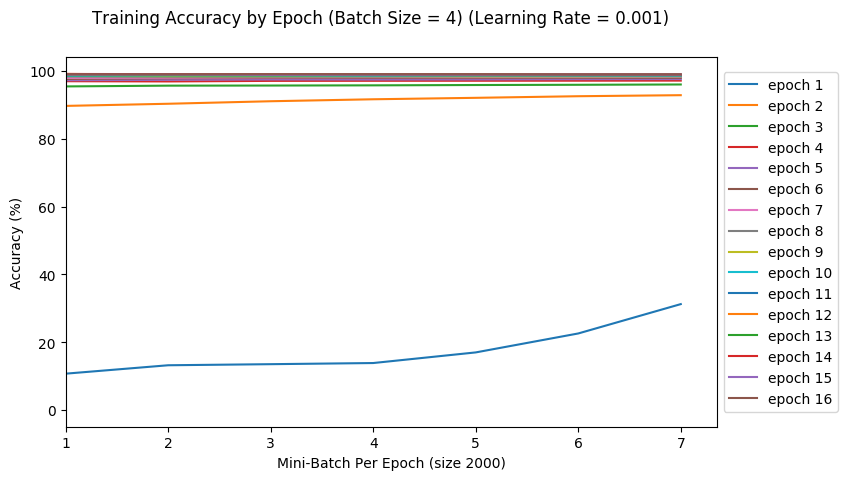 Training Accuracy by Epoch (Batch Size = 4) (Learning Rate = 0.001)
100
80
60
40
20
0
Accuracy (%)
1 2 3 4 5 6 7
Mini-Batch Per Epoch (size 2000)
epoch 1
epoch 2
epoch 3
epoch 4
epoch 5
epoch 6
epoch 7
epoch 8
epoch 9
epoch 10
epoch 11
epoch 12
epoch 13
epoch 14
epoch 15
epoch 16